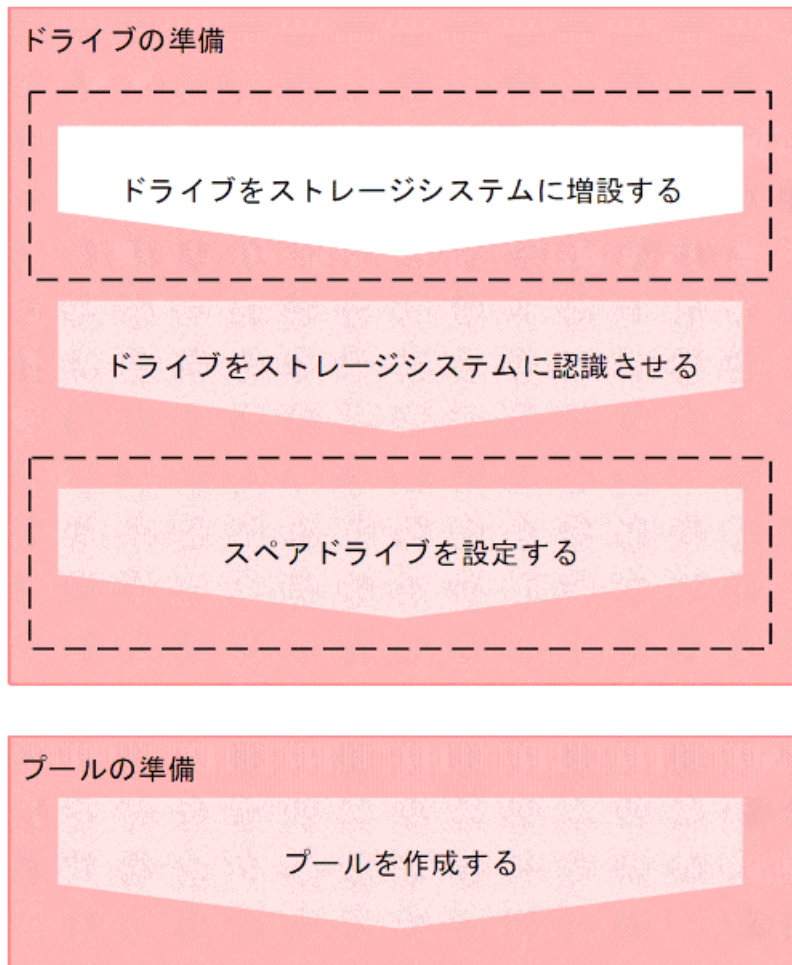 ドライブの準備
ドライブをストレージシステムに増設する
ドライブをストレージシステムに認識させる
スペアドライブを設定する
プールの準備
プールを作成する